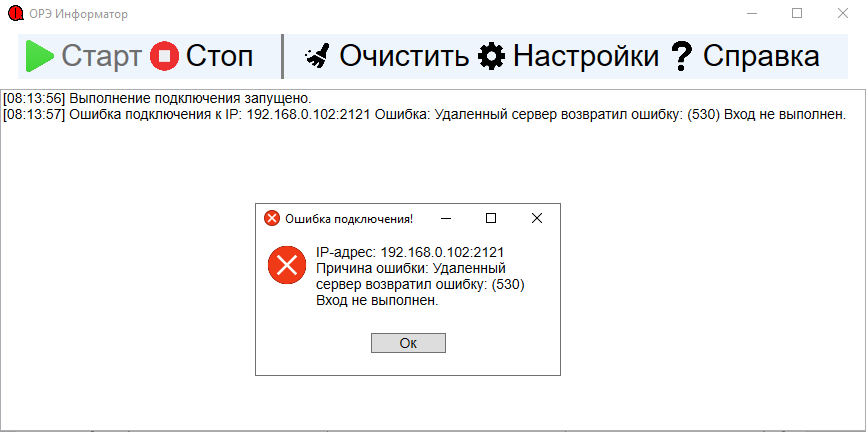 ОРЭ Информатор
Старт Стоп Очистить Настройки Справка
[08:13:56] Выполнение подключения запущено.
[08:13:57] Ошибка подключения к IP: 192.168.0.102:2121 Ошибка: Удаленный сервер возвратил ошибку: (530) Вход не выполнен.
Ошибка подключения!
IP-адрес: 192.168.0.102:2121
Причина ошибки: Удаленный
сервер возвратил ошибку: (530)
Вход не выполнен.
Ок